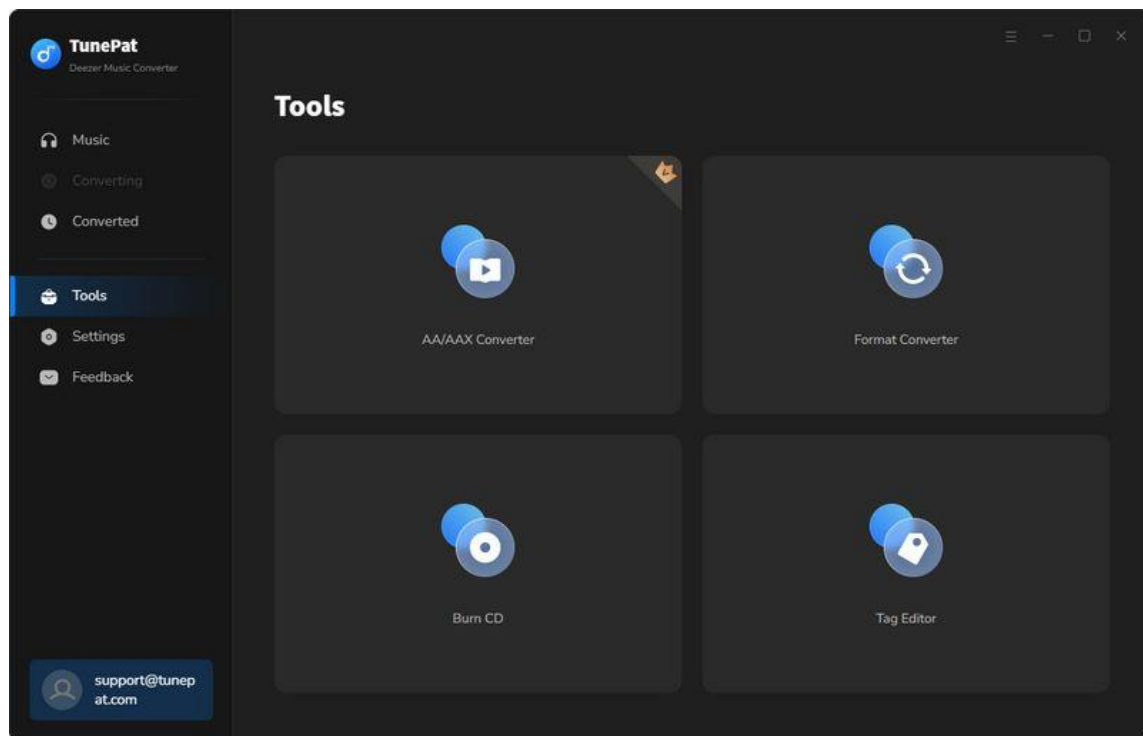 TunePat
Deezer Music Converter
Music
Converting
Converted
Tools
Settings
Feedback
support@tunep
at.com
Tools
AA/AAX Converter
Format Converter
Burn CD
Tag Editor